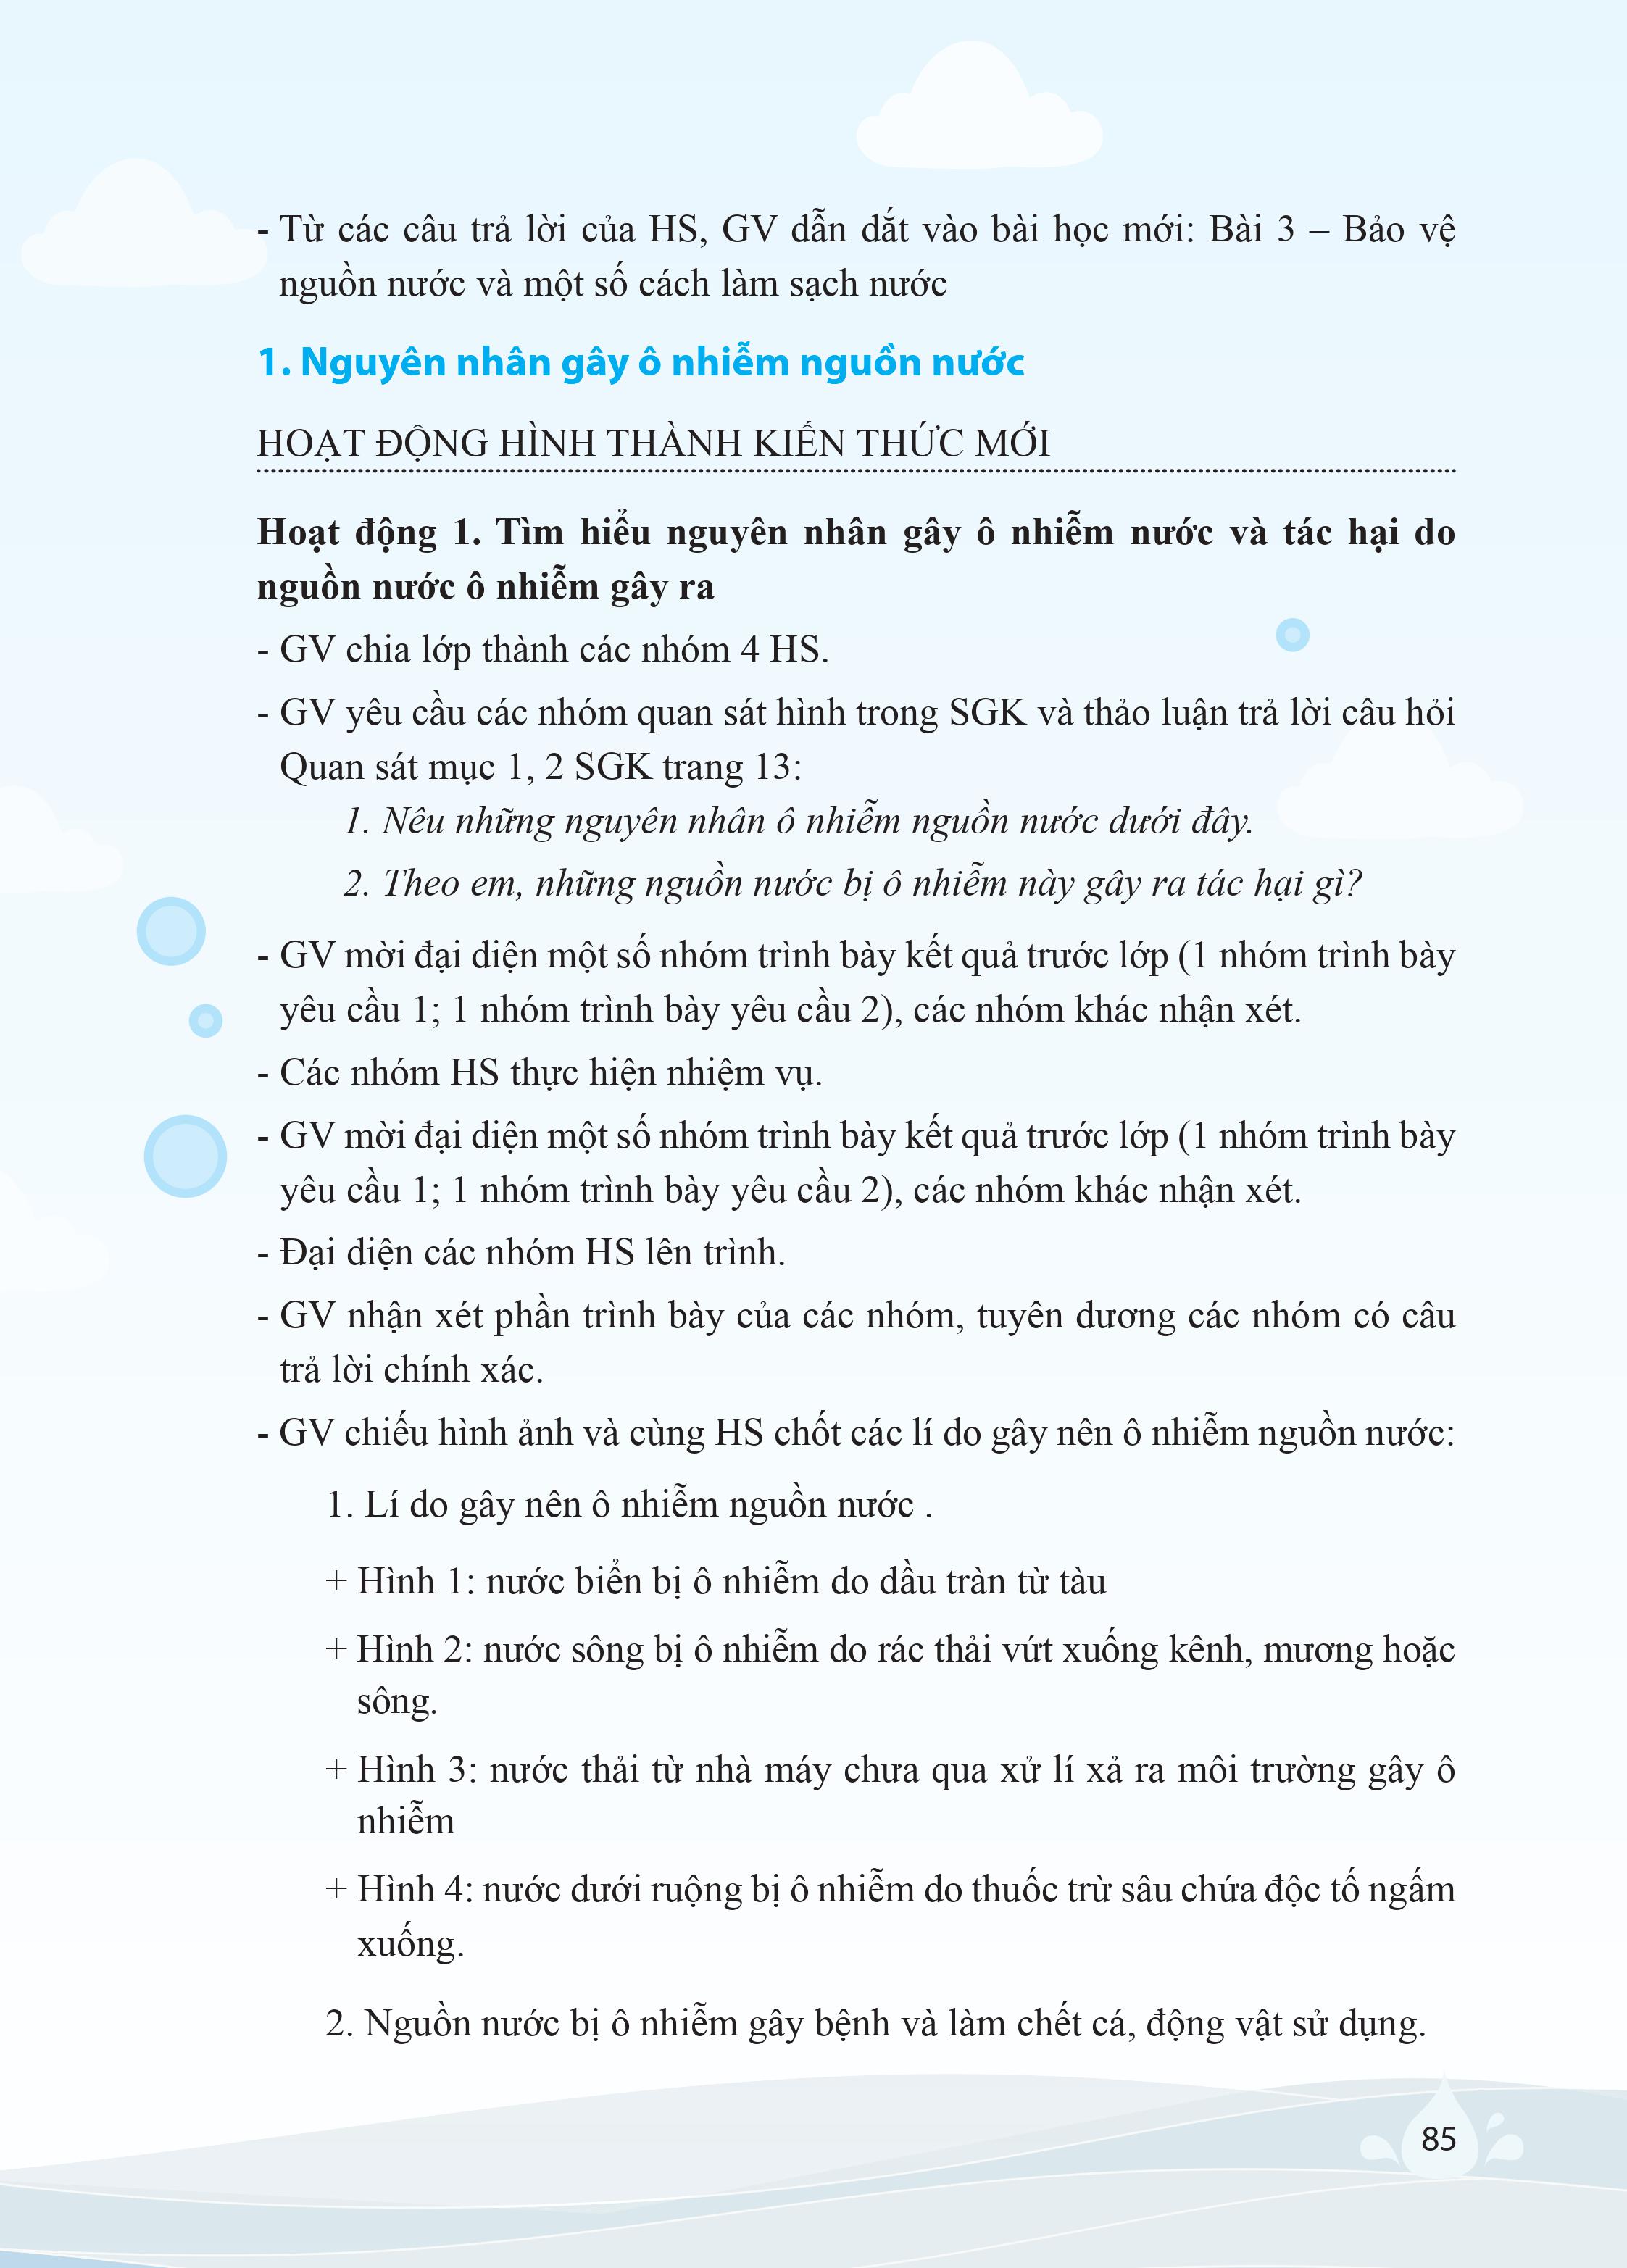 - Từ các câu trả lời của HS, GV dẫn dắt vào bài học mới: Bài 3 – Bảo vệ
nguồn nước và một số cách làm sạch nước
1. Nguyên nhân gây ô nhiễm nguồn nước
HOẠT ĐỘNG HÌNH THÀNH KIẾN THỨC MỚI
Hoạt động 1. Tìm hiểu nguyên nhân gây ô nhiễm nước và tác hại do
nguồn nước ô nhiễm gây ra
- GV chia lớp thành các nhóm 4 HS.
- GV yêu cầu các nhóm quan sát hình trong SGK và thảo luận trả lời câu hỏi
Quan sát mục 1, 2 SGK trang 13:
1. Nêu những nguyên nhân ô nhiễm nguồn nước dưới đây.
2. Theo em, những nguồn nước bị ô nhiễm này gây ra tác hại gì?
- GV mời đại diện một số nhóm trình bày kết quả trước lớp (1 nhóm trình bày
yêu cầu 1; 1 nhóm trình bày yêu cầu 2), các nhóm khác nhận xét.
- Các nhóm HS thực hiện nhiệm vụ.
- GV mời đại diện một số nhóm trình bày kết quả trước lớp (1 nhóm trình bày
yêu cầu 1; 1 nhóm trình bày yêu cầu 2), các nhóm khác nhận xét.
- Đại diện các nhóm HS lên trình.
- GV nhận xét phần trình bày của các nhóm, tuyên dương các nhóm có câu
trả lời chính xác.
- GV chiếu hình ảnh và cùng HS chốt các lí do gây nên ô nhiễm nguồn nước:
1. Lí do gây nên ô nhiễm nguồn nước .
+ Hình 1: nước biển bị ô nhiễm do dầu tràn từ tàu
+ Hình 2: nước sông bị ô nhiễm do rác thải vứt xuống kênh, mương hoặc
sông.
+ Hình 3: nước thải từ nhà máy chưa qua xử lí xả ra môi trường gây ô
nhiễm
+ Hình 4: nước dưới ruộng bị ô nhiễm do thuốc trừ sâu chứa độc tố ngấm
xuống.
2. Nguồn nước bị ô nhiễm gây bệnh và làm chết cá, động vật sử dụng.
85